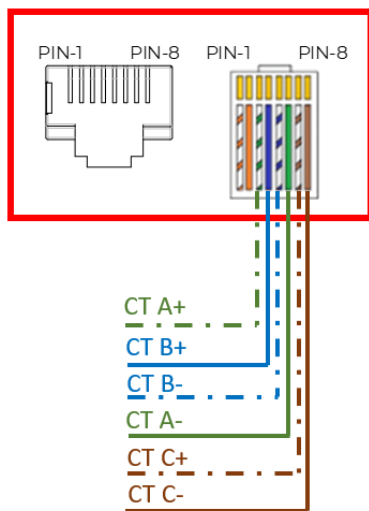 PIN-1 PIN-8 PIN-1 PIN-8
CT A+
CT B+
CT B-
CT A-
CT C+
CT C-